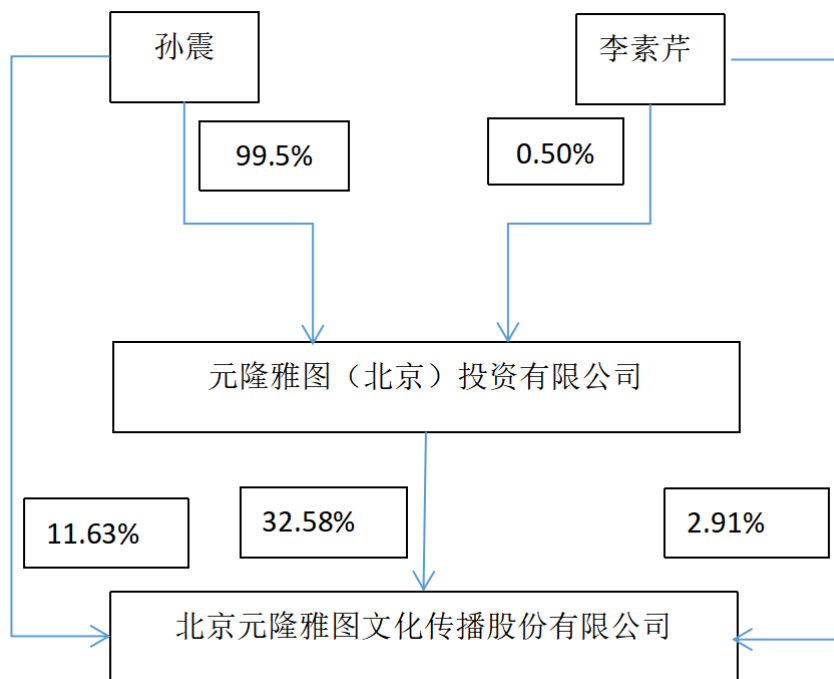 孙震
李素芹
99.5%
0.50%
元隆雅图（北京）投资有限公司
11.63%
32.58%
2.91%
北京元隆雅图文化传播股份有限公司